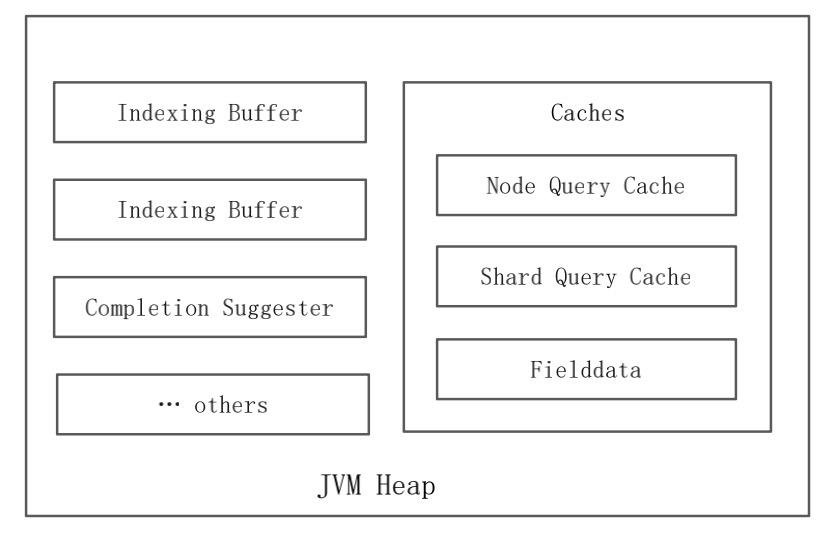 Indexing Buffer
Indexing Buffer
Completion Suggester
… others
Caches
Node Query Cache
Shard Query Cache
Fielddata
JVM Heap